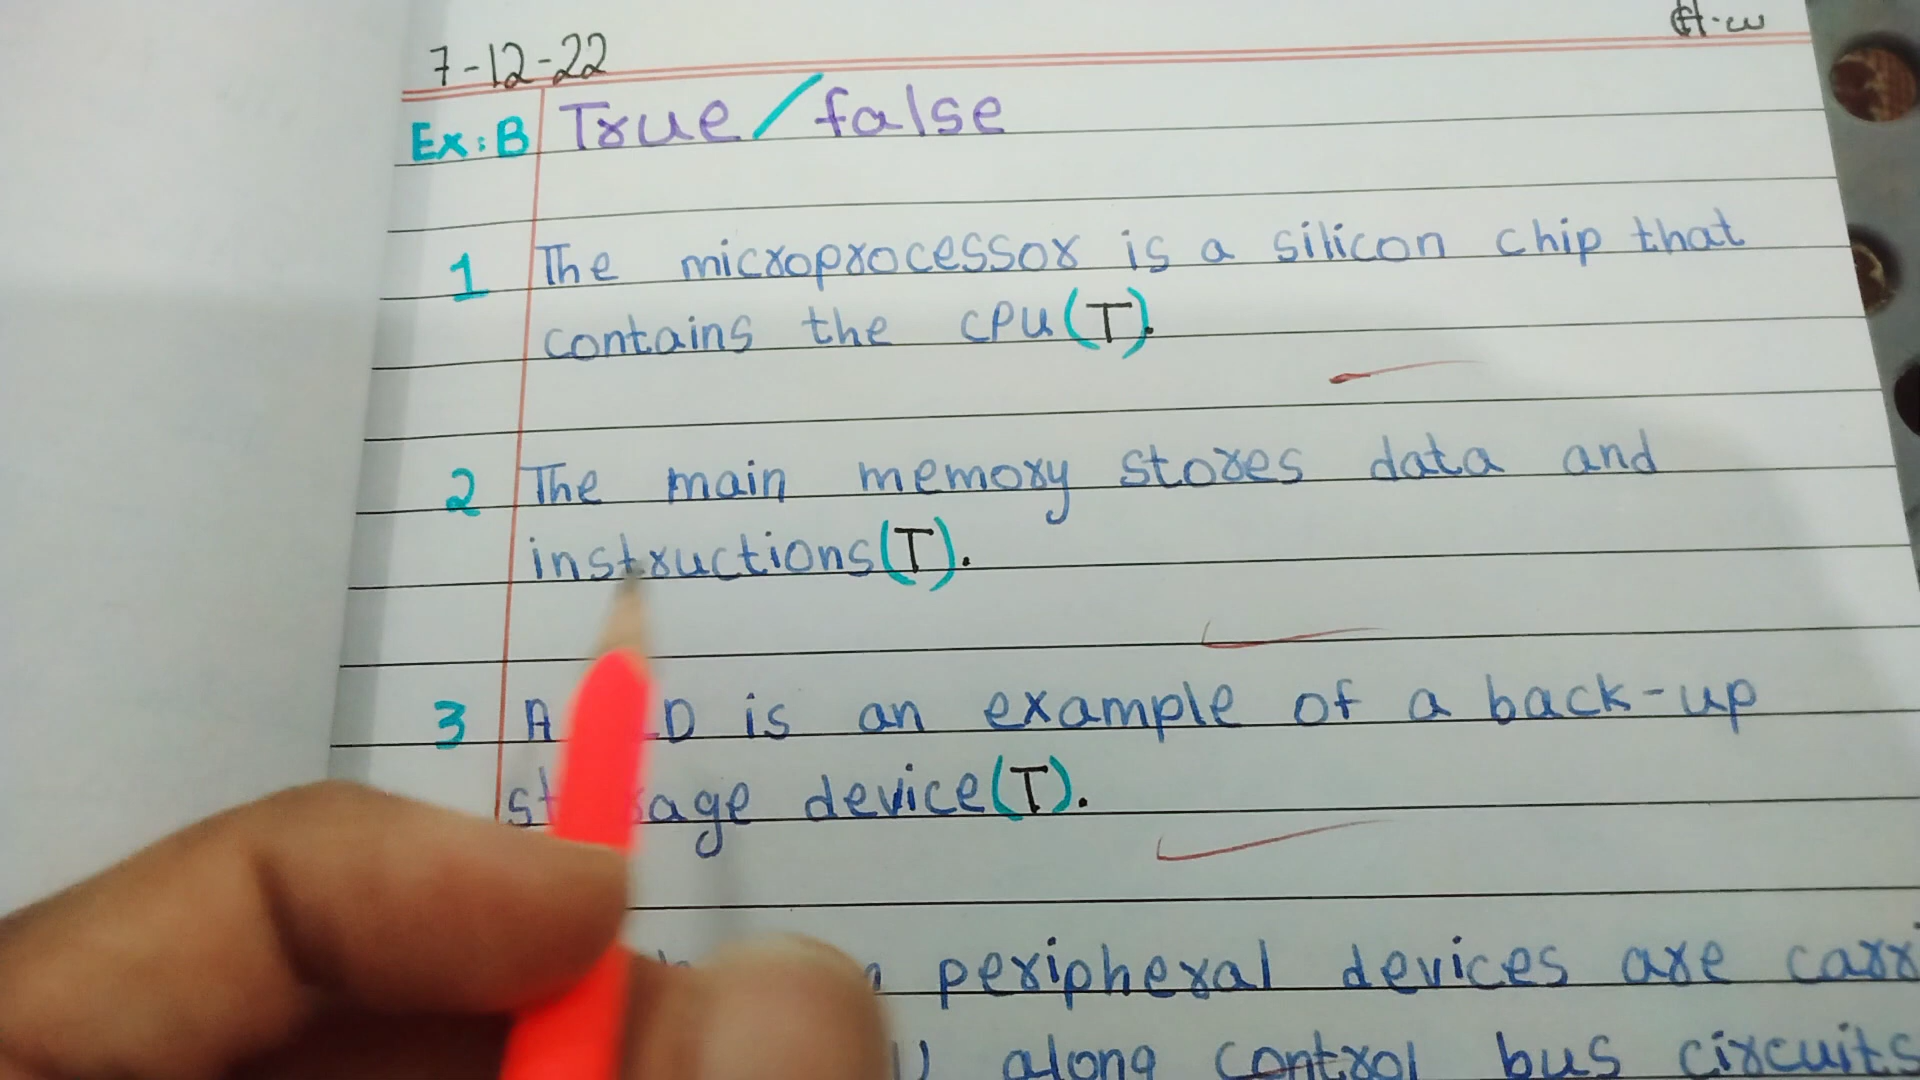 H.w
7-12-22
Ex:B True/false
1 The microprocessor is a silicon chip that
contains the cpu(T).
2 The main memory stores data and
instructions(T).
3 A is an example of a back-up
device(T).
peripheral devices are
along control bus circuits